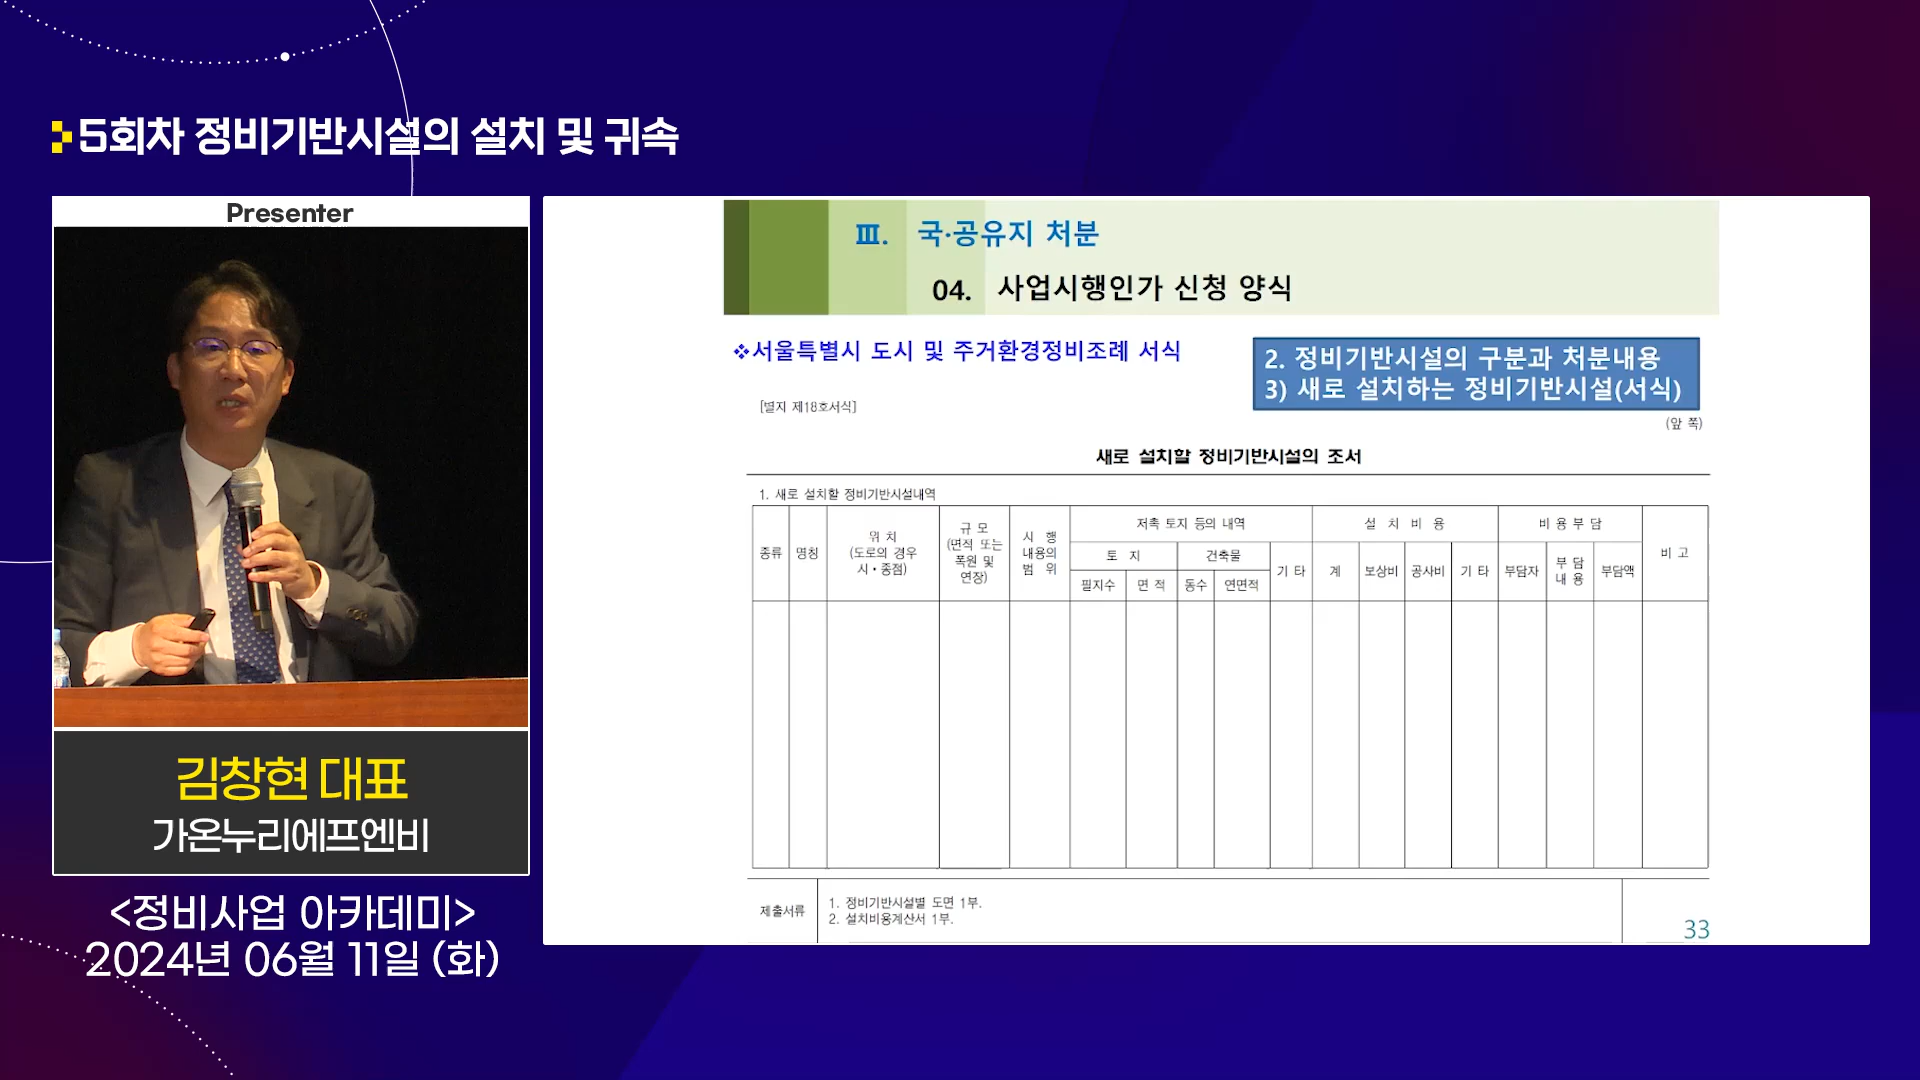 5회차 정비기반시설의 설치 및 귀속
Presenter
김창현 대표
가온누리에프엔비
<정비사업 아카데미>
2024년 06월 11일 (화)
Ⅲ. 국·공유지 처분
04. 사업시행인가 신청 양식
❖서울특별시 도시 및 주거환경정비조례 서식
2. 정비기반시설의 구분과 처분내용
3) 새로 설치하는 정비기반시설(서식)
[별지 제18호서식]
(앞 쪽)
새로 설치할 정비기반시설의 조서
1. 새로 설치할 정비기반시설내역
종류
명칭
위 치
(도로의 경우
시·종점)
규 모
(면적 또는
폭원 및
연장)
시 행
내용의
범 위
저촉 토지 등의 내역
토 지
필지수
면 적
건축물
동수
연면적
기 타
설 치 비 용
계
보상비
공사비
기 타
비 용 부 담
부담자
부 담
내 용
부담액
비 고
제출서류
1. 정비기반시설별 도면 1부.
2. 설치비용계산서 1부.
33